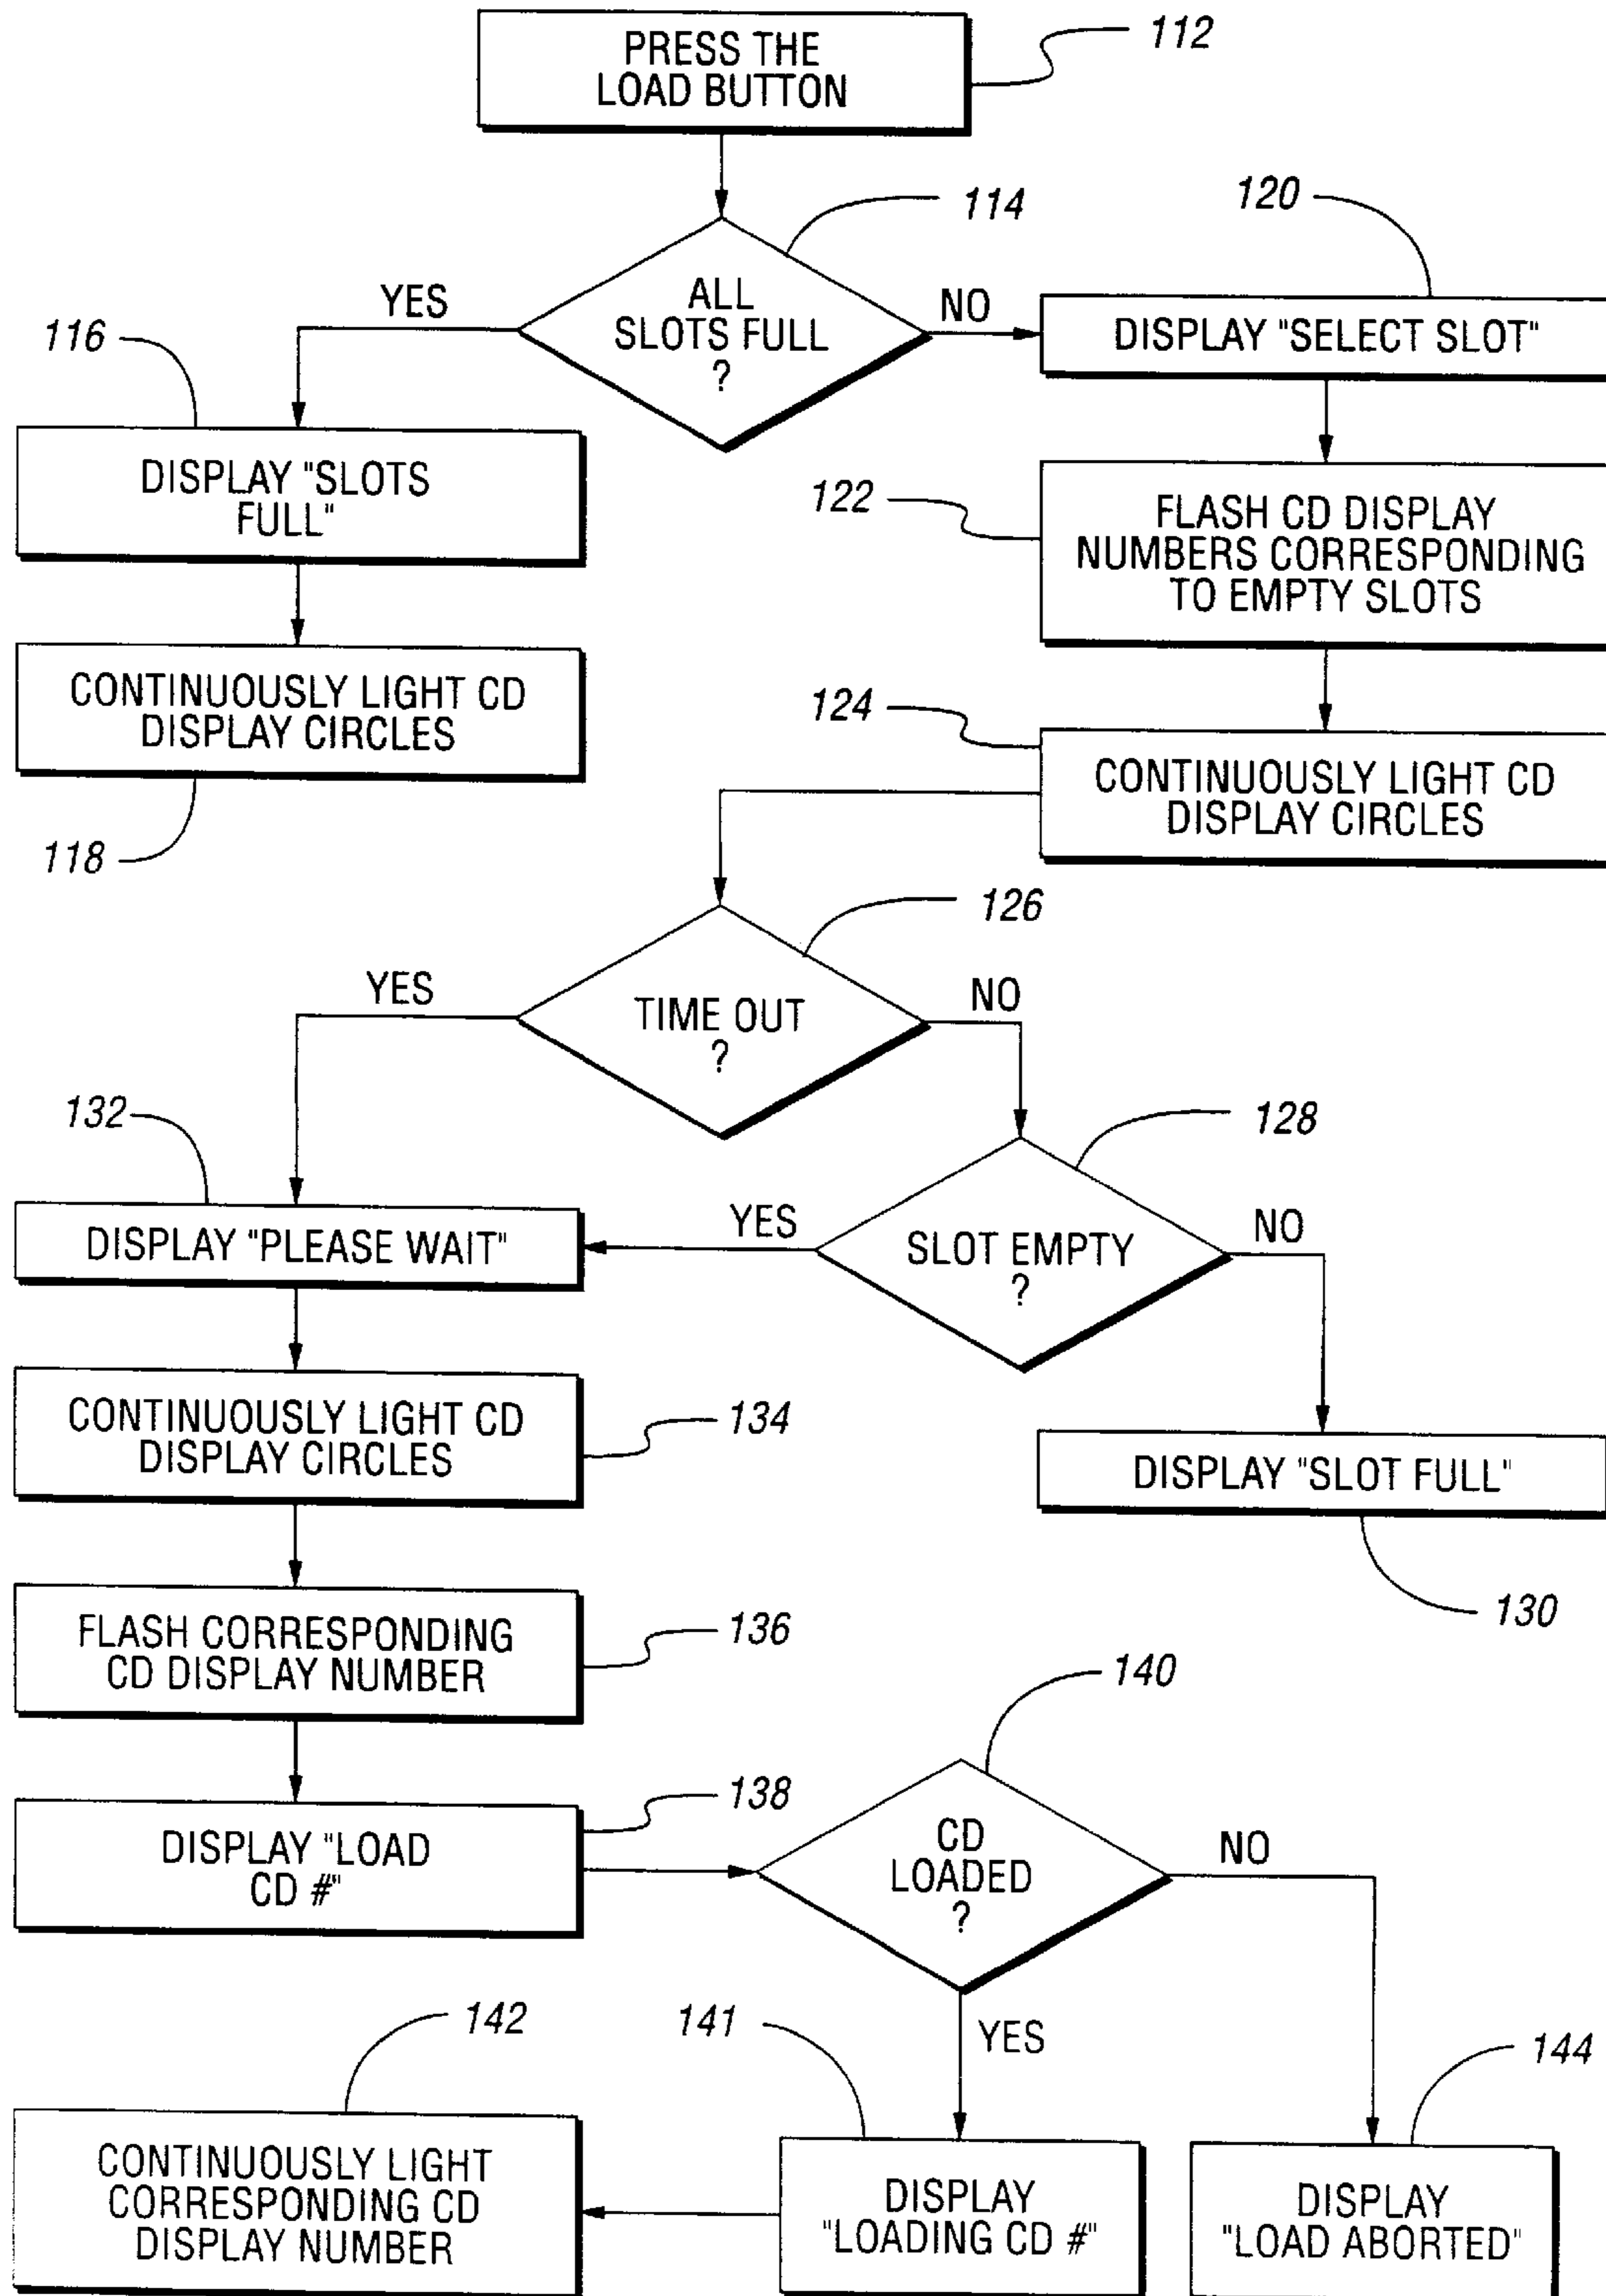 PRESS THE
LOAD BUTTON
112
114
120
ALL
SLOTS FULL
?
YES
NO
116
DISPLAY "SELECT SLOT"
DISPLAY "SLOTS
FULL"
122
FLASH CD DISPLAY
NUMBERS CORRESPONDING
TO EMPTY SLOTS
CONTINUOUSLY LIGHT CD
DISPLAY CIRCLES
118
124
CONTINUOUSLY LIGHT CD
DISPLAY CIRCLES
126
TIME OUT
?
YES
NO
132
128
DISPLAY "PLEASE WAIT"
YES
SLOT EMPTY
?
NO
CONTINUOUSLY LIGHT CD
DISPLAY CIRCLES
134
DISPLAY "SLOT FULL"
130
FLASH CORRESPONDING
CD DISPLAY NUMBER
136
140
138
DISPLAY "LOAD
CD #"
CD
LOADED
?
NO
YES
142
141
144
CONTINUOUSLY LIGHT
CORRESPONDING CD
DISPLAY NUMBER
DISPLAY
"LOADING CD #"
DISPLAY
"LOAD ABORTED"